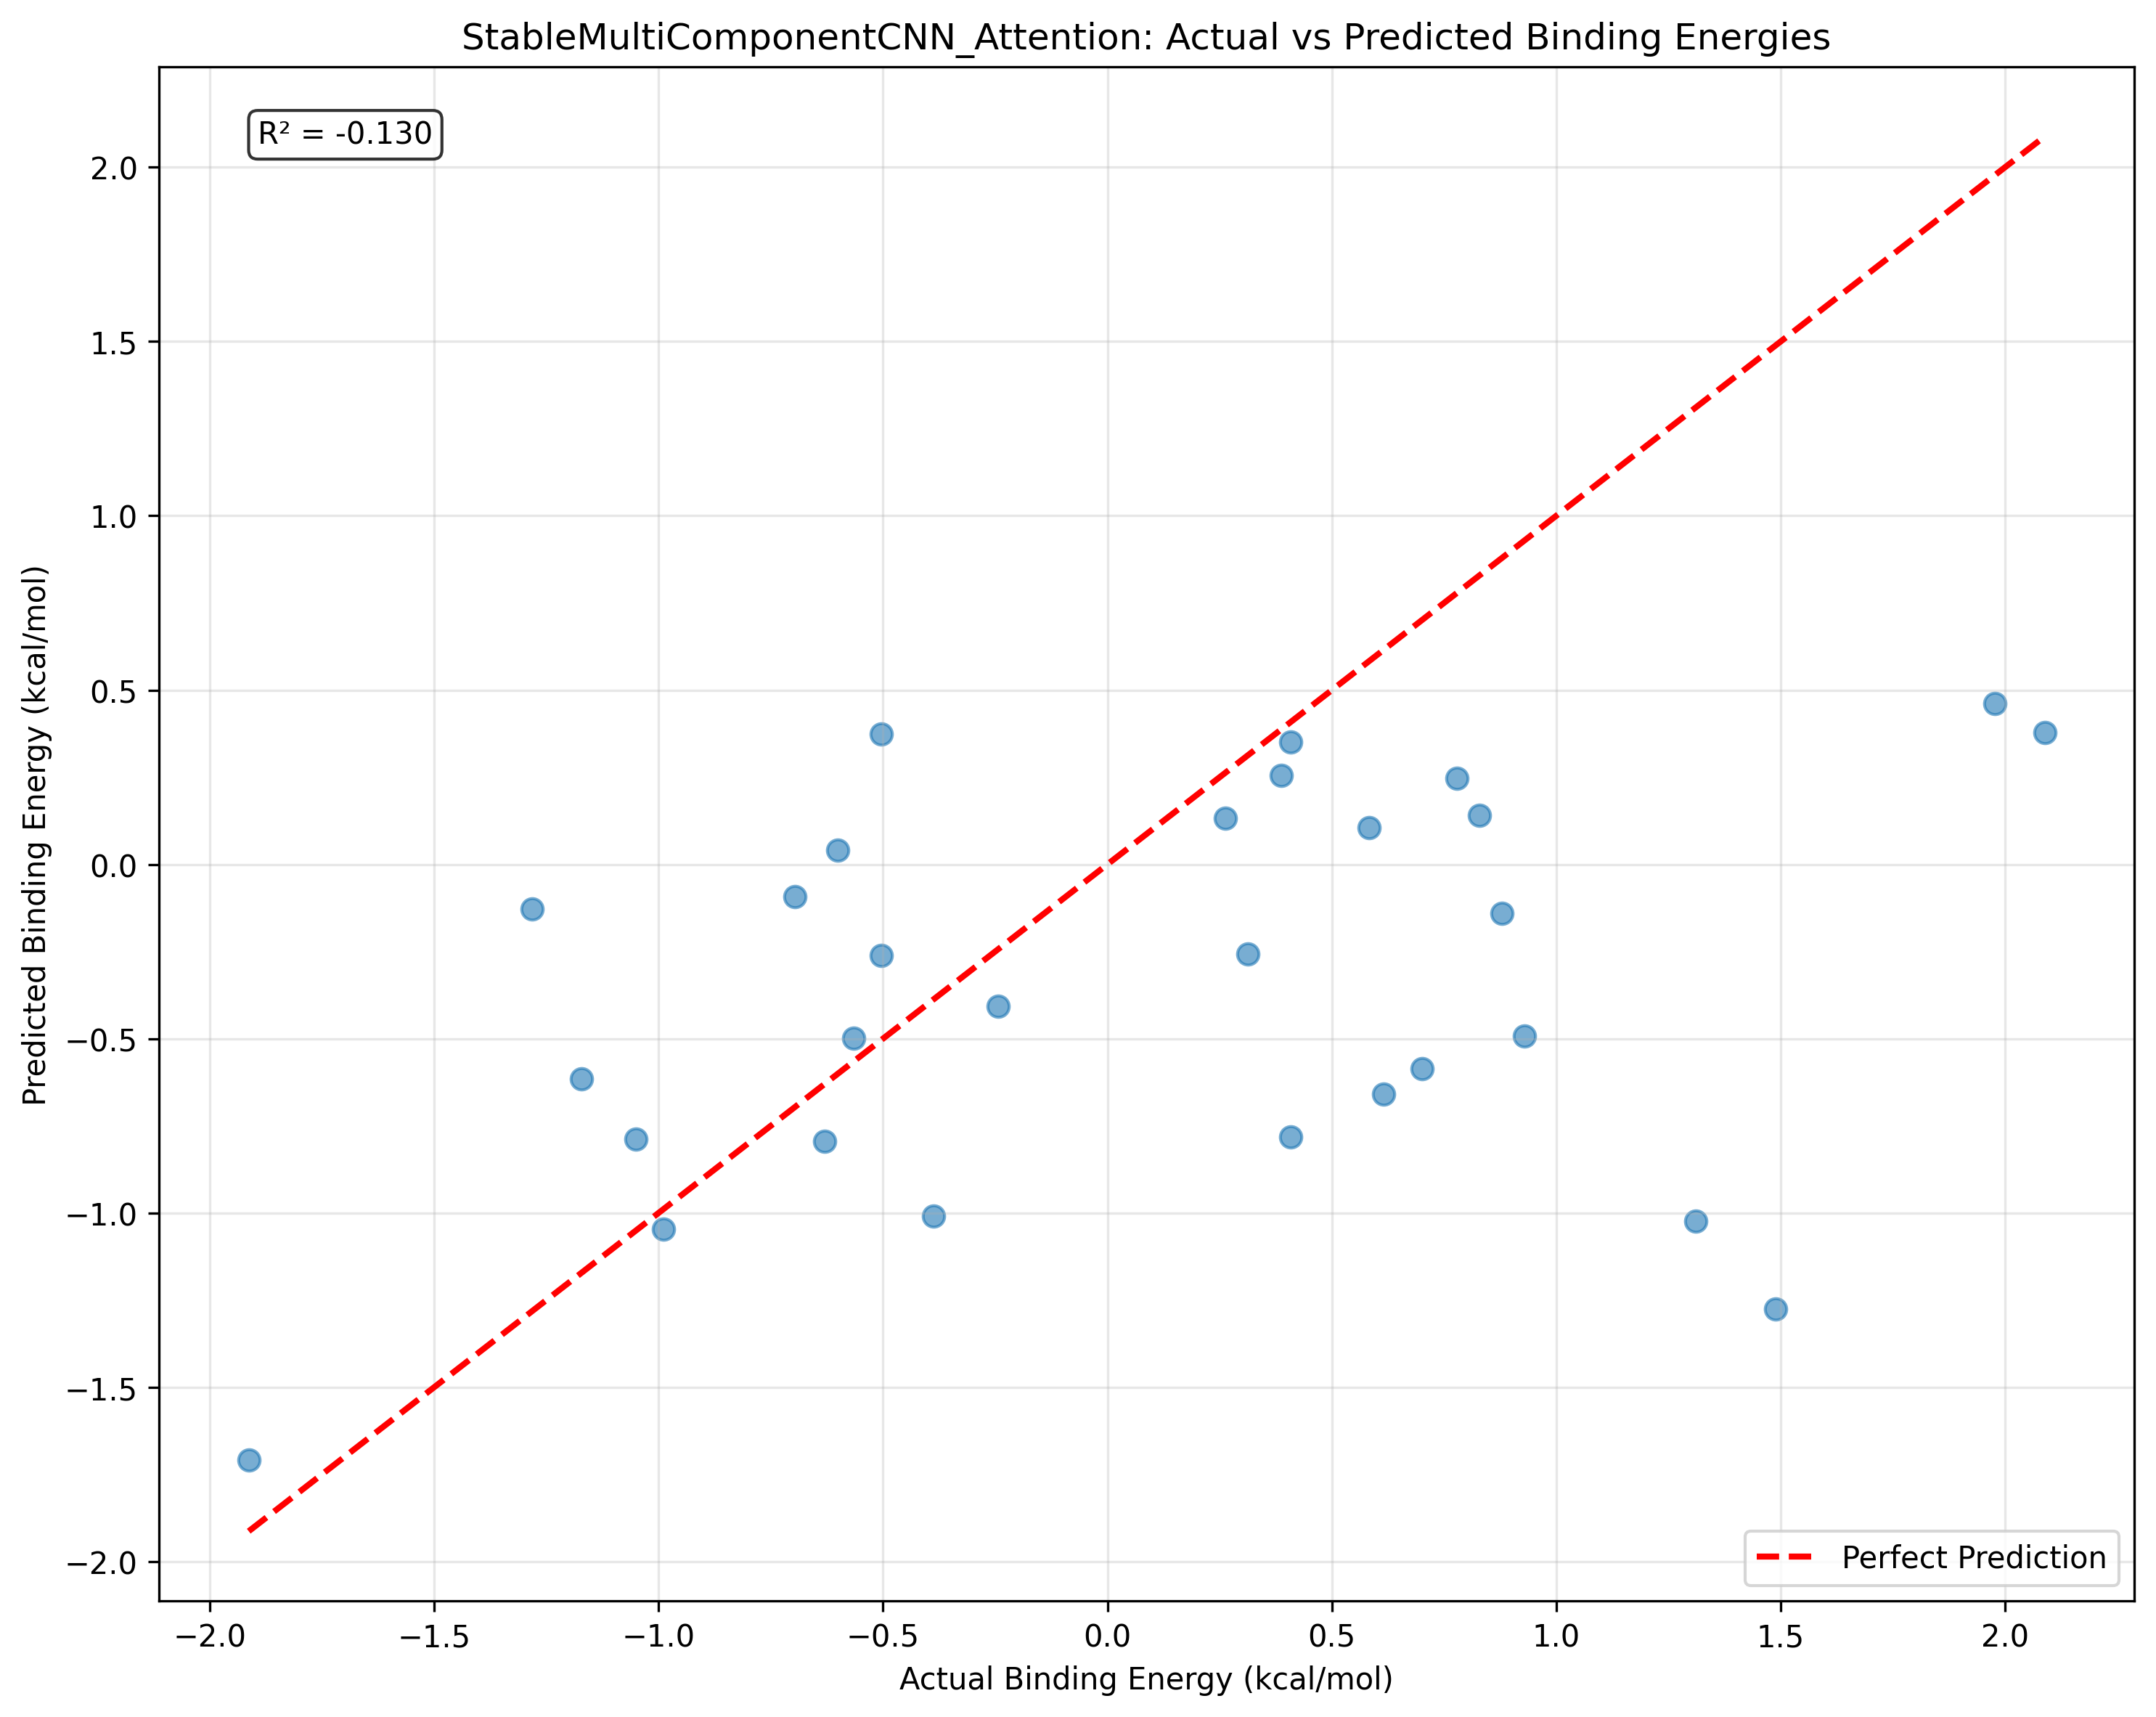 StableMultiComponentCNN_Attention: Actual vs Predicted Binding Energies
R² = -0.130
2.0
1.5
1.0
0.5
0.0
−0.5
−1.0
−1.5
−2.0
Predicted Binding Energy (kcal/mol)
Perfect Prediction
−2.0 −1.5 −1.0 −0.5 0.0 0.5 1.0 1.5 2.0
Actual Binding Energy (kcal/mol)